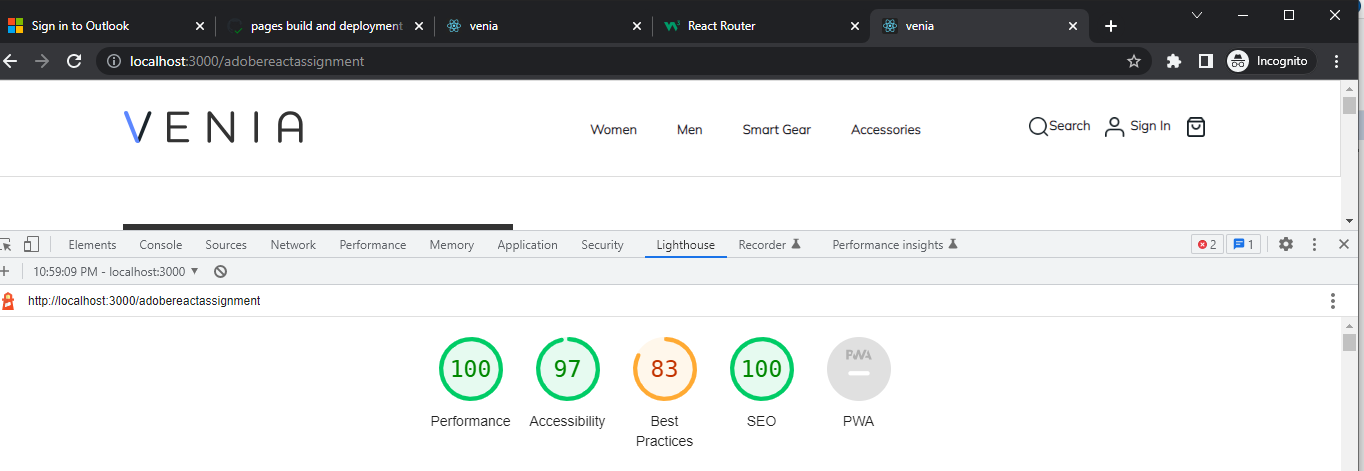 Sign in to Outlook pages build and deployment venia React Router venia
localhost:3000/adobereactassignment Incognito
VENIA Women Men Smart Gear Accessories Search Sign In
Elements Console Sources Network Performance Memory Application Security Lighthouse Recorder Performance insights 2 1
10:59:09 PM - localhost:3000
http://localhost:3000/adobereactassignment
100 97 83 100 PWA
Performance Accessibility Best SEO PWA
Practices